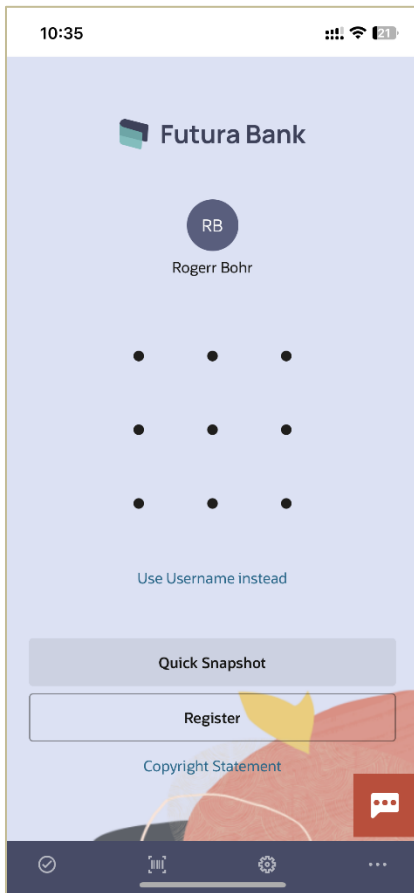 10:35
21
Futura Bank
RB
Rogerr Bohr
Use Username instead
Quick Snapshot
Register
Copyright Statement